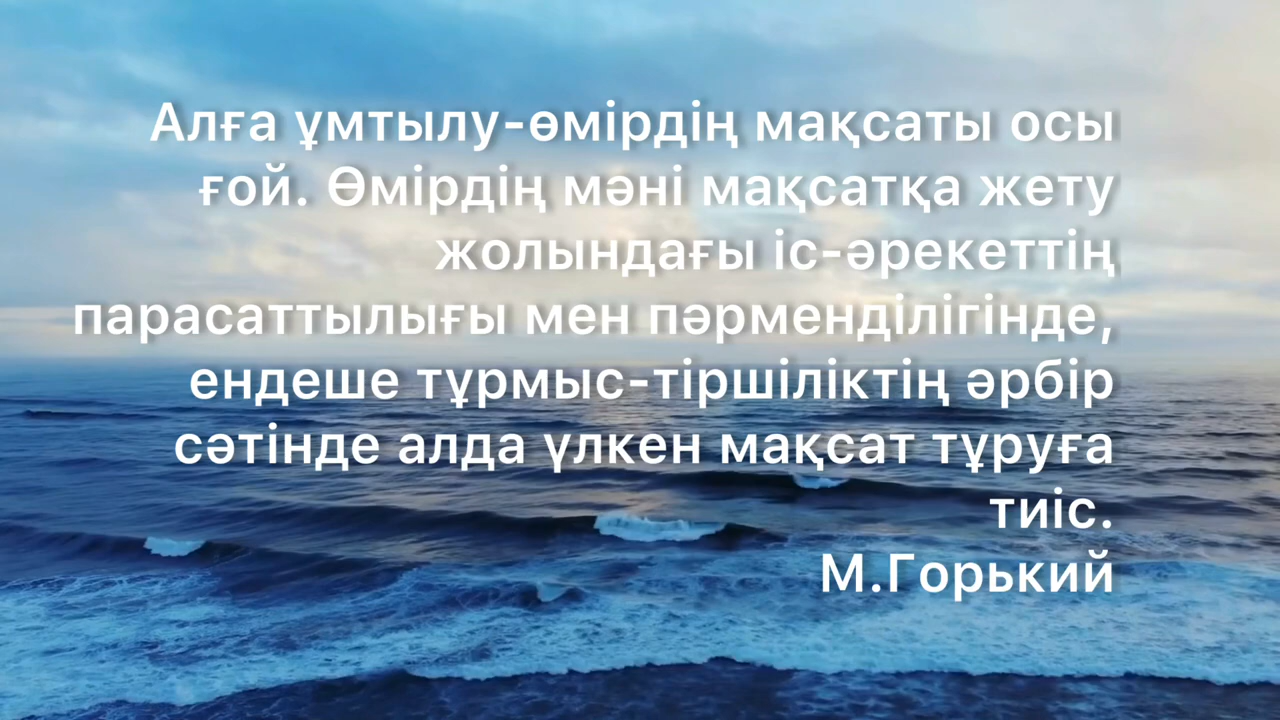 Алға ұмтылу-өмірдің мақсаты осы
ғой. Өмірдің мәні мақсатқа жету
жолындағы іс-әрекеттің
парасаттылығы мен пәрменділігінде,
ендеше тұрмыс-тіршіліктің әрбір
сәтінде алда үлкен мақсат тұруға
тиіс.
М.Горький